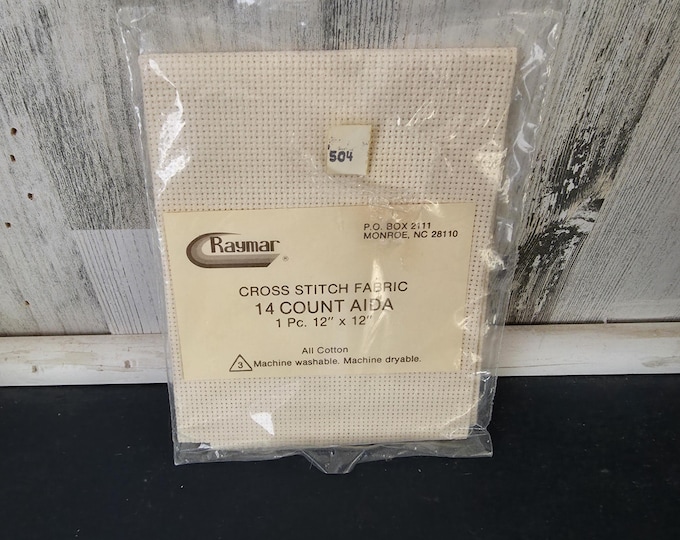 504
Raymar
®
P.O. BOX 2111
MONROE, NC 28110
CROSS STITCH FABRIC
14 COUNT AIDA
1 Pc. 12" x 12"
All Cotton
3 Machine washable. Machine dryable.